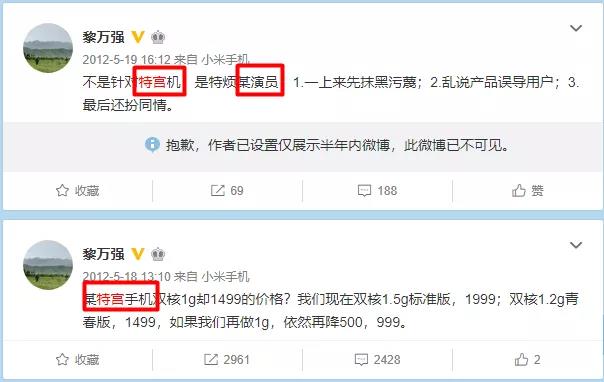 黎万强
2012-5-19 16:12 来自 小米手机
不是针对特宫机，是特烦某演员：1.一上来先抹黑污蔑；2.乱说产品误导用户；3.
最后还扮同情。
抱歉，作者已设置仅展示半年内微博，此微博已不可见。
收藏 69 188 赞
黎万强
2012-5-18 13:10 来自 小米手机
某特宫手机双核1g却1499的价格？我们现在双核1.5g标准版，1999；双核1.2g青
春版，1499，如果我们再做1g，依然再降500，999。
收藏 2961 2428 2